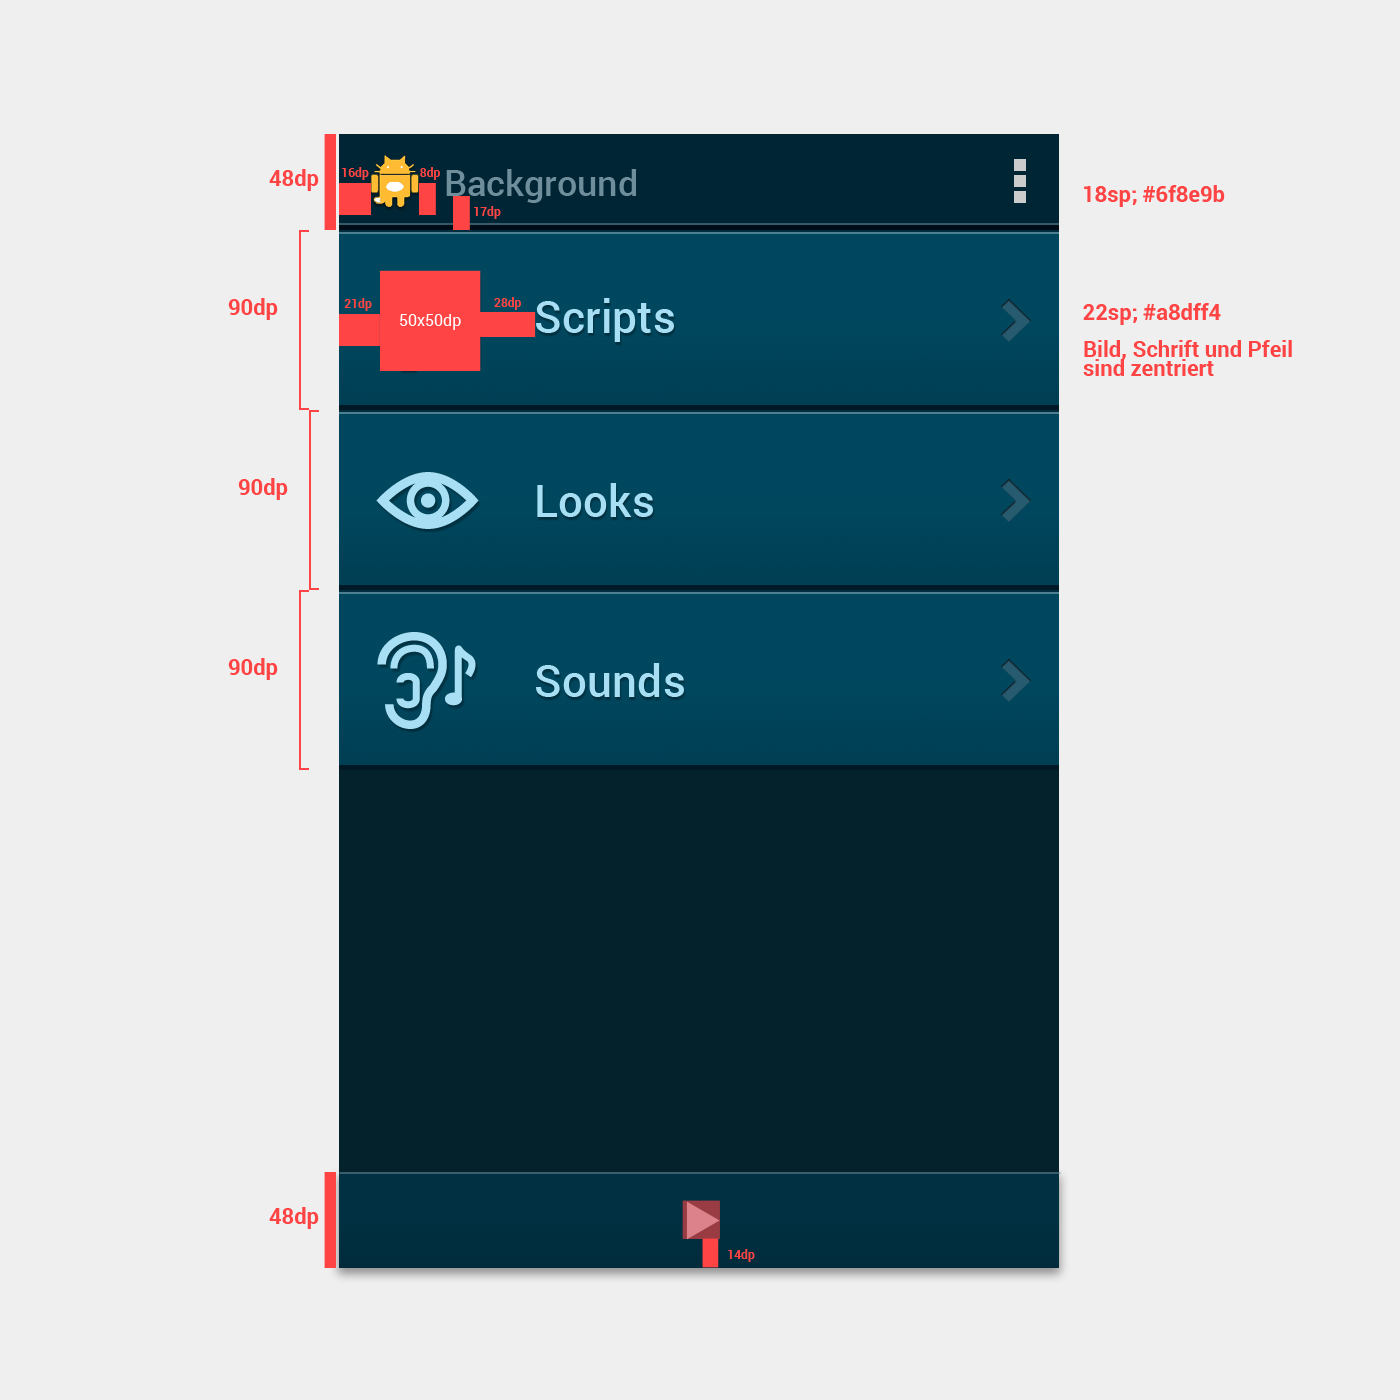 48dp
16dp
8dp
Background
17dp
18sp; #6f8e9b
90dp
21dp
50x50dp
28dp
Scripts
22sp; #a8dff4
Bild, Schrift und Pfeil
sind zentriert
90dp
Looks
90dp
Sounds
48dp
14dp